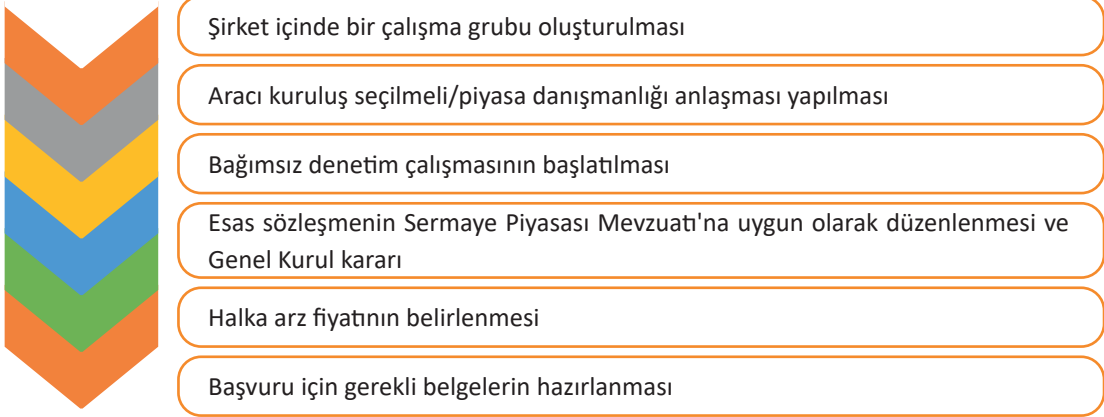 Şirket içinde bir çalışma grubu oluşturulması
Aracı kuruluş seçilmeli/piyasa danışmanlığı anlaşması yapılması
Bağımsız denetim çalışmasının başlatılması
Esas sözleşmenin Sermaye Piyasası Mevzuatı'na uygun olarak düzenlenmesi ve
Genel Kurul kararı
Halka arz fiyatının belirlenmesi
Başvuru için gerekli belgelerin hazırlanması